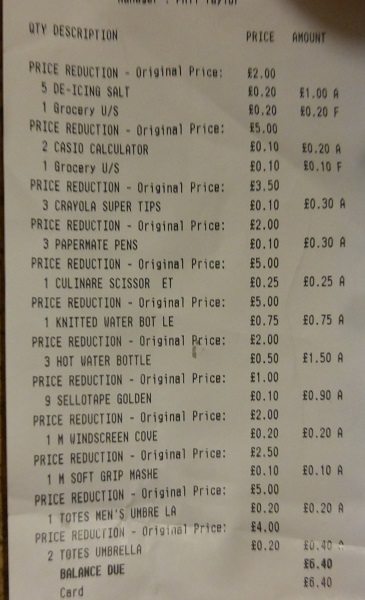 Manager : Phil Taylor
QTY DESCRIPTION PRICE AMOUNT
PRICE REDUCTION - Original Price: £2.00
5 DE-ICING SALT £0.20 £1.00 A
1 Grocery U/S £0.20 £0.20 F
PRICE REDUCTION - Original Price: £5.00
2 CASIO CALCULATOR £0.10 £0.20 A
1 Grocery U/S £0.10 £0.10 F
PRICE REDUCTION - Original Price: £3.50
3 CRAYOLA SUPER TIPS £0.10 £0.30 A
PRICE REDUCTION - Original Price: £2.00
3 PAPERMATE PENS £0.10 £0.30 A
PRICE REDUCTION - Original Price: £5.00
1 CULINARE SCISSOR ET £0.25 £0.25 A
PRICE REDUCTION - Original Price: £5.00
1 KNITTED WATER BOT LE £0.75 £0.75 A
PRICE REDUCTION - Original Price: £2.00
3 HOT WATER BOTTLE £0.50 £1.50 A
PRICE REDUCTION - Original Price: £1.00
9 SELLOTAPE GOLDEN £0.10 £0.90 A
PRICE REDUCTION - Original Price: £2.00
1 M WINDSCREEN COVE £0.20 £0.20 A
PRICE REDUCTION - Original Price: £2.50
1 M SOFT GRIP MASHE £0.10 £0.10 A
PRICE REDUCTION - Original Price: £5.00
1 TOTES MEN'S UMBRE LA £0.20 £0.20 A
PRICE REDUCTION - Original Price: £4.00
2 TOTES UMBRELLA £0.20 £0.40 A
BALANCE DUE £6.40
Card £6.40